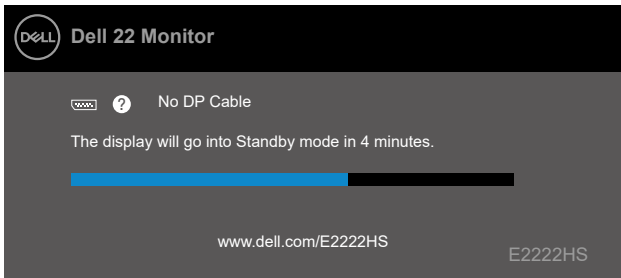 DELL Dell 22 Monitor
? No DP Cable
The display will go into Standby mode in 4 minutes.
www.dell.com/E2222HS
E2222HS